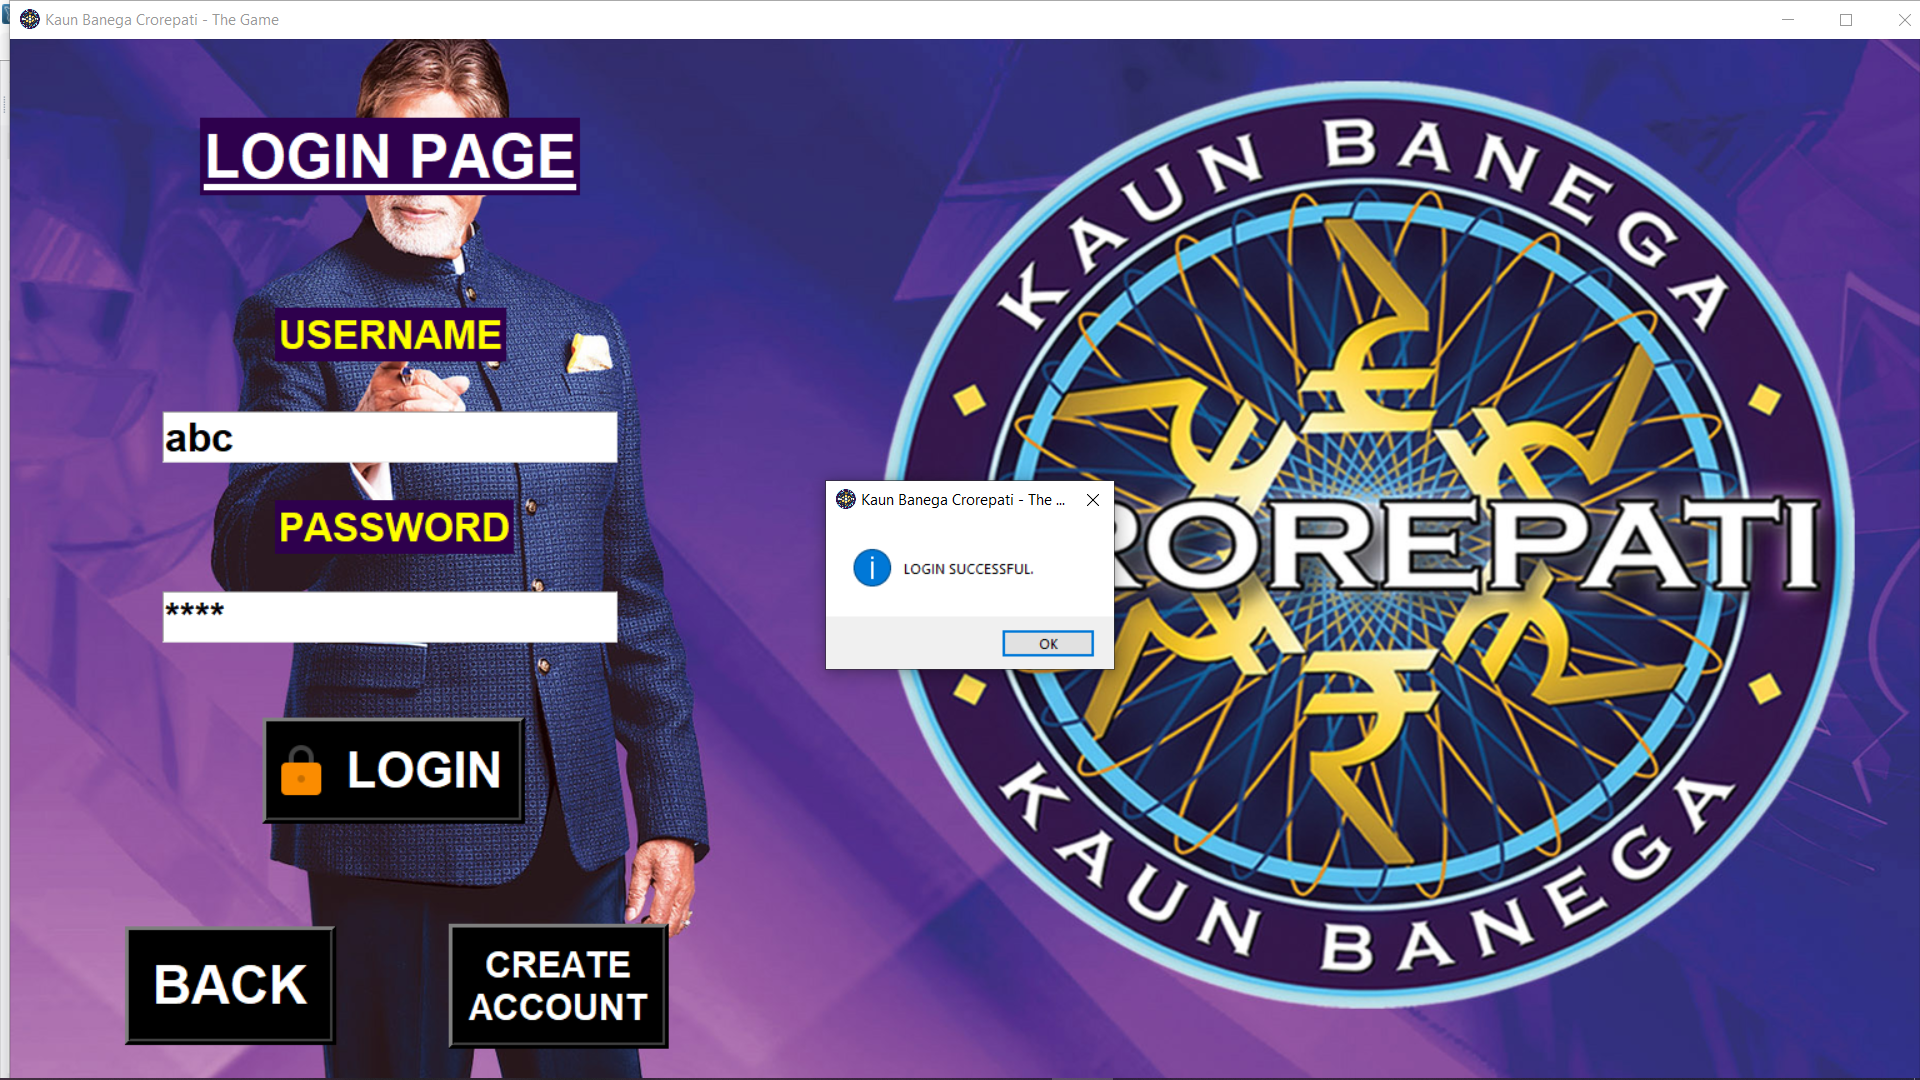 Kaun Banega Crorepati - The Game
LOGIN PAGE
USERNAME
abc
PASSWORD
****
LOGIN
BACK
CREATE
ACCOUNT
KAUN BANEGA
ROREPATI
KAUN BANEGA
Kaun Banega Crorepati - The ...
LOGIN SUCCESSFUL.
OK